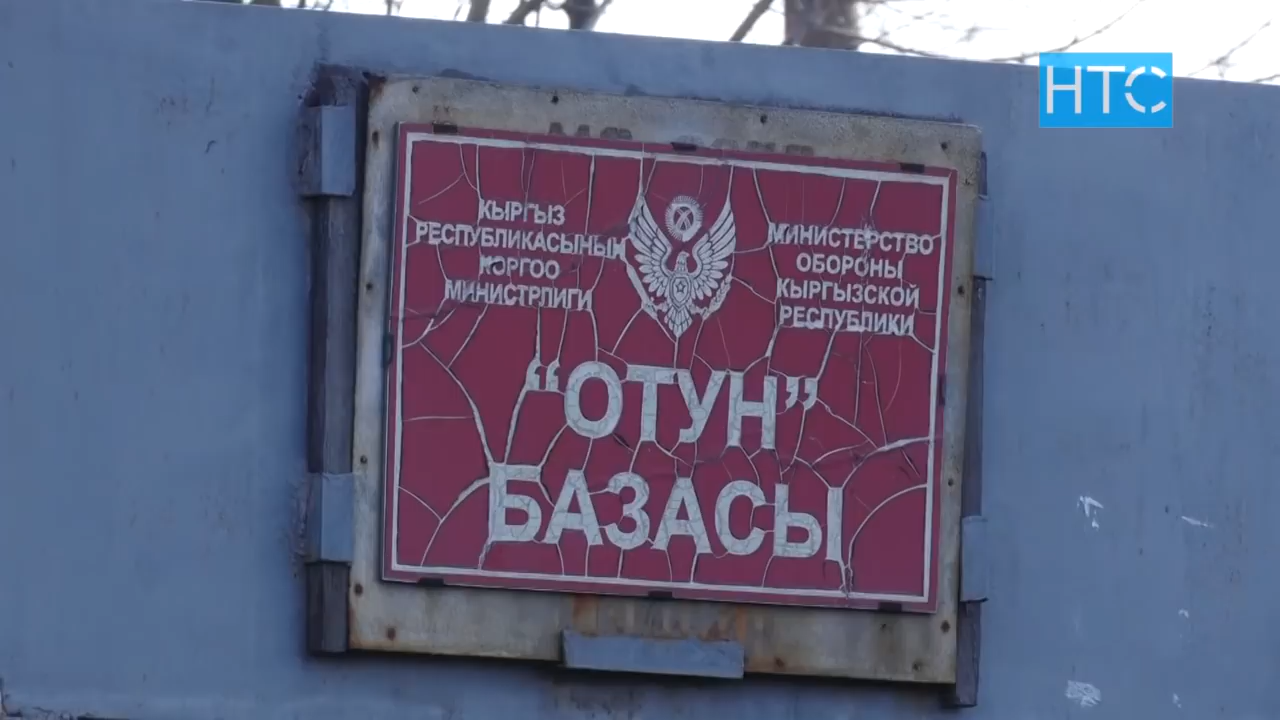 НТС
КЫРГЫЗ
РЕСПУБЛИКАСЫНЫН
КОРГОО
МИНИСТРЛИГИ
МИНИСТЕРСТВО
ОБОРОНЫ
КЫРГЫЗСКОЙ
РЕСПУБЛИКИ
“ОТУН”
БАЗАСЫ